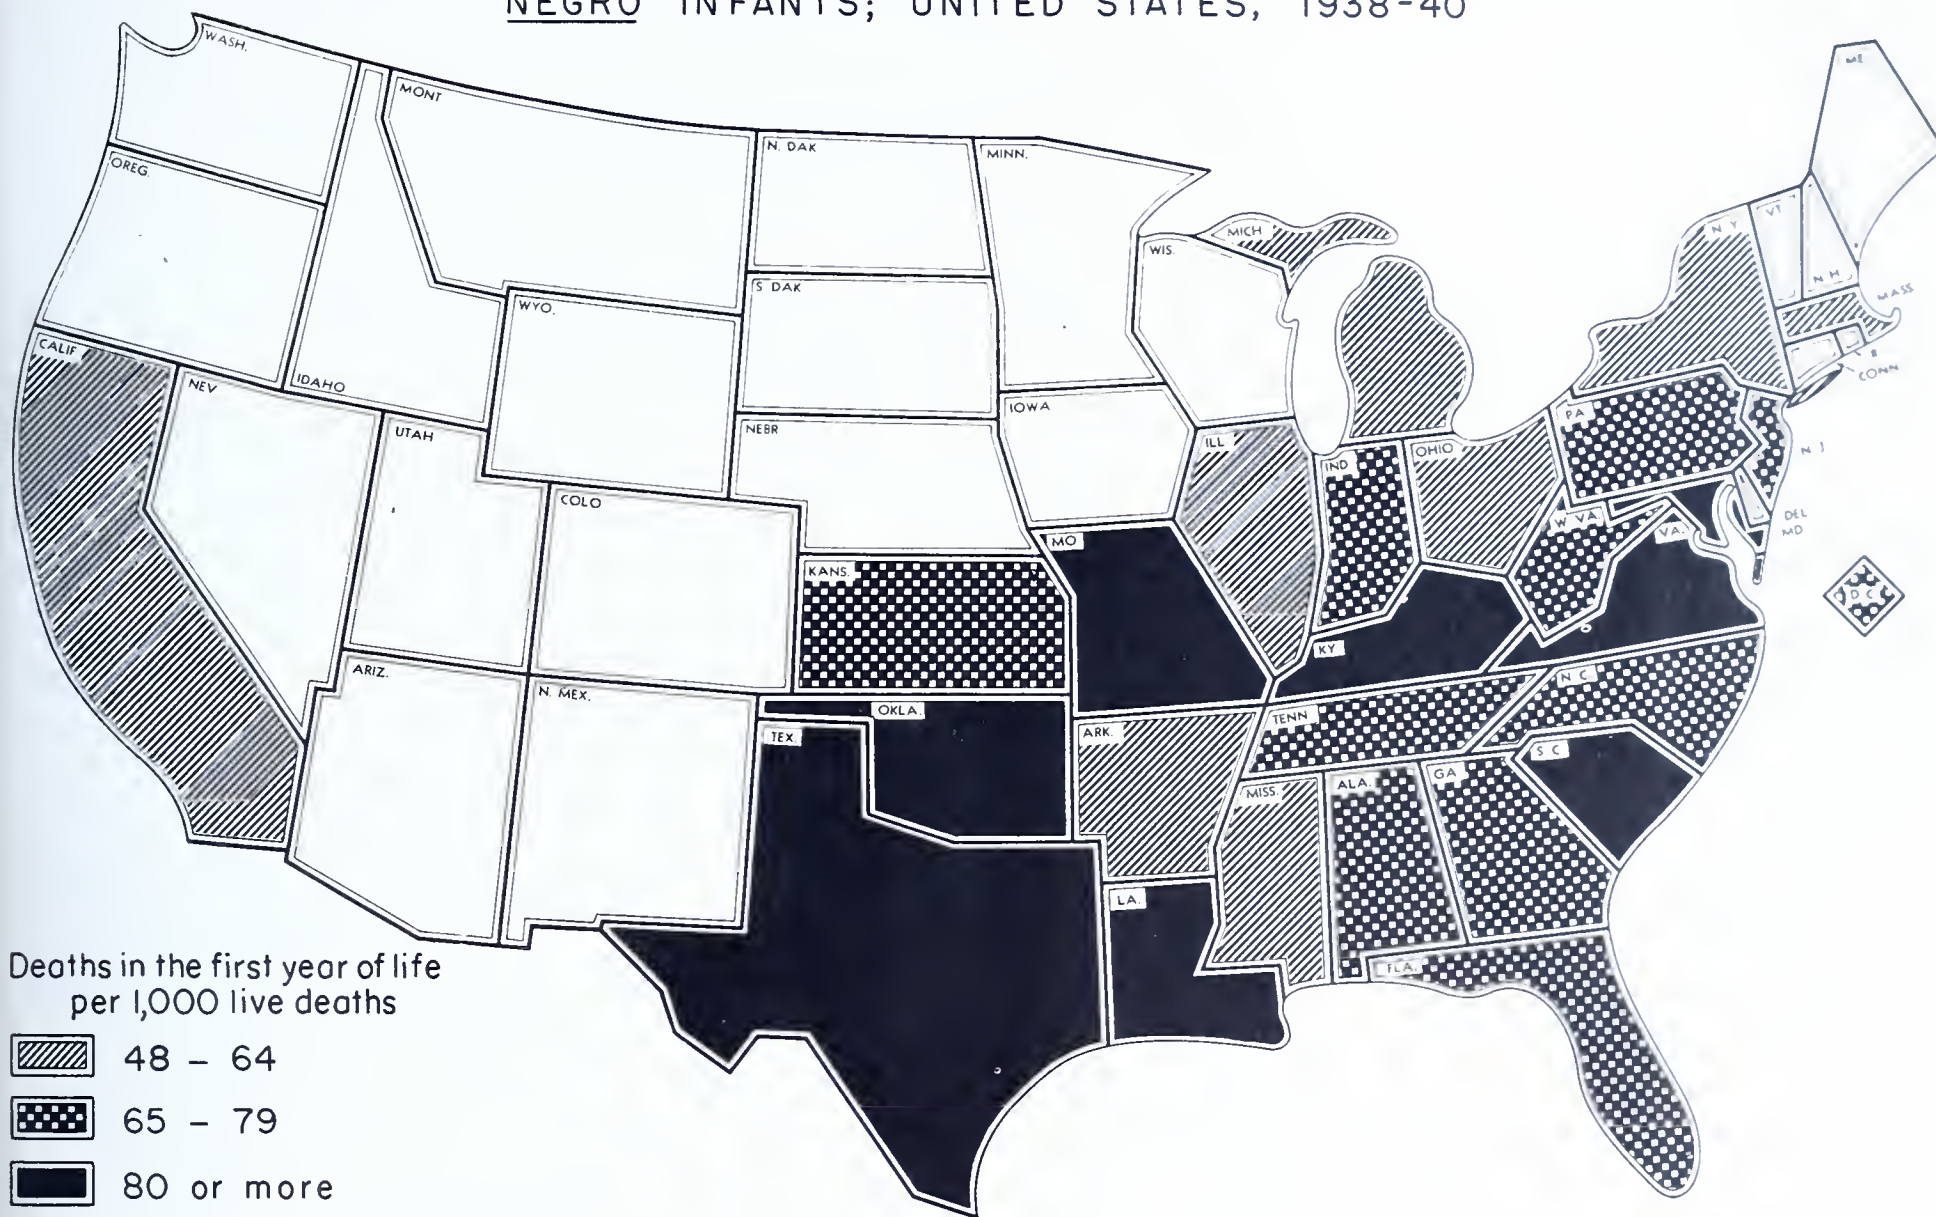 NEGRO INFANTS; UNITED STATES, 1938-40
WASH.
MONT
N. DAK
MINN.
ME
OREG.
MICH
WIS.
N Y
VT
N H
MASS
S DAK
WYO.
CALIF
NEV
IDAHO
IOWA
CONN
UTAH
NEBR
ILL
IND
OHIO
PA
N J
COLO
KANS.
MO
W VA
VA.
DEL
MD
D C
KY
ARIZ.
N. MEX.
OKLA.
TEX.
ARK.
TENN
N C
S C
MISS.
ALA.
GA
LA.
FLA.
Deaths in the first year of life
per 1,000 live deaths
48 - 64
65 - 79
80 or more